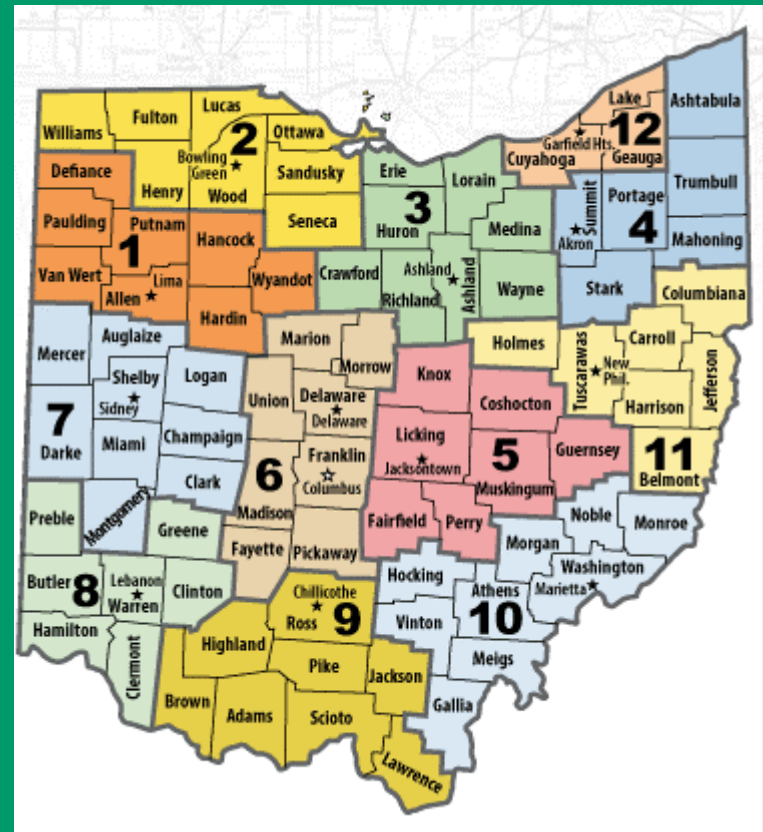 Lake
Ashtabula
Lucas
Fulton
Williams
2
Ottawa
12
Garfield Hts.
Cuyahoga
Geauga
Bowling
Green
Defiance
Sandusky
Erie
Lorain
Henry
Wood
Summit
Portage
Trumbull
3
Paulding
Putnam
Seneca
Huron
Medina
Akron
4
1
Hancock
Mahoning
Van Wert
Lima
Allen
Wyandot
Crawford
Ashland
Ashland
Richland
Wayne
Stark
Columbiana
Hardin
Auglaize
Marion
Morrow
Holmes
Tuscarawas
Carroll
Mercer
Logan
Knox
New
Phil.
Jefferson
Shelby
Sidney
Union
Delaware
Delaware
Coshocton
Harrison
7
Darke
Miami
Champaign
Licking
Jacksontown
5
Guernsey
11
Belmont
Franklin
Columbus
6
Clark
Muskingum
Madison
Montgomery
Preble
Greene
Fairfield
Perry
Noble
Monroe
Fayette
Pickaway
Morgan
Washington
Marietta
Butler
8
Lebanon
Warren
Clinton
Hocking
Athens
Chillicothe
Ross
9
Vinton
10
Hamilton
Clermont
Highland
Meigs
Pike
Jackson
Brown
Adams
Scioto
Gallia
Lawrence